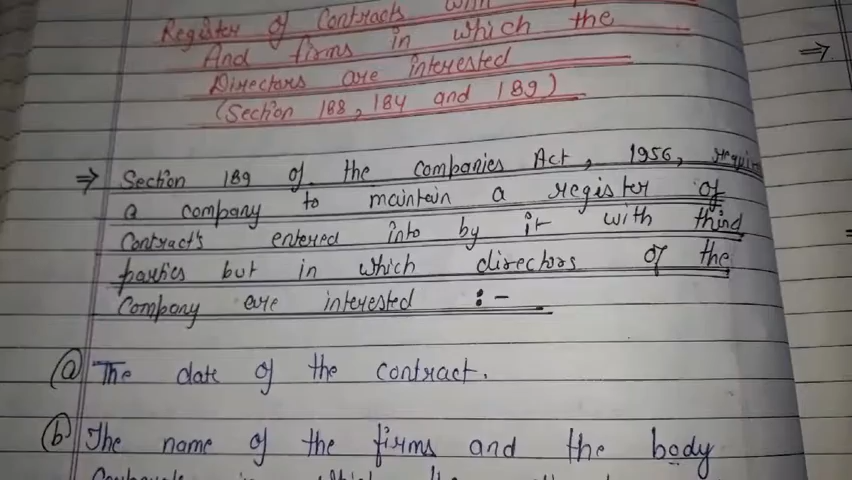 Register of Contracts with
And firms in which the
Directors are interested
(Section 188, 184 and 189)
⇒ Section 189 of the Companies Act, 1956,
a company to maintain a register of
Contract's entered into by it with third
parties but in which directors of the
Company are interested :-
(a) The date of the contract.
(b) The name of the firms and the body